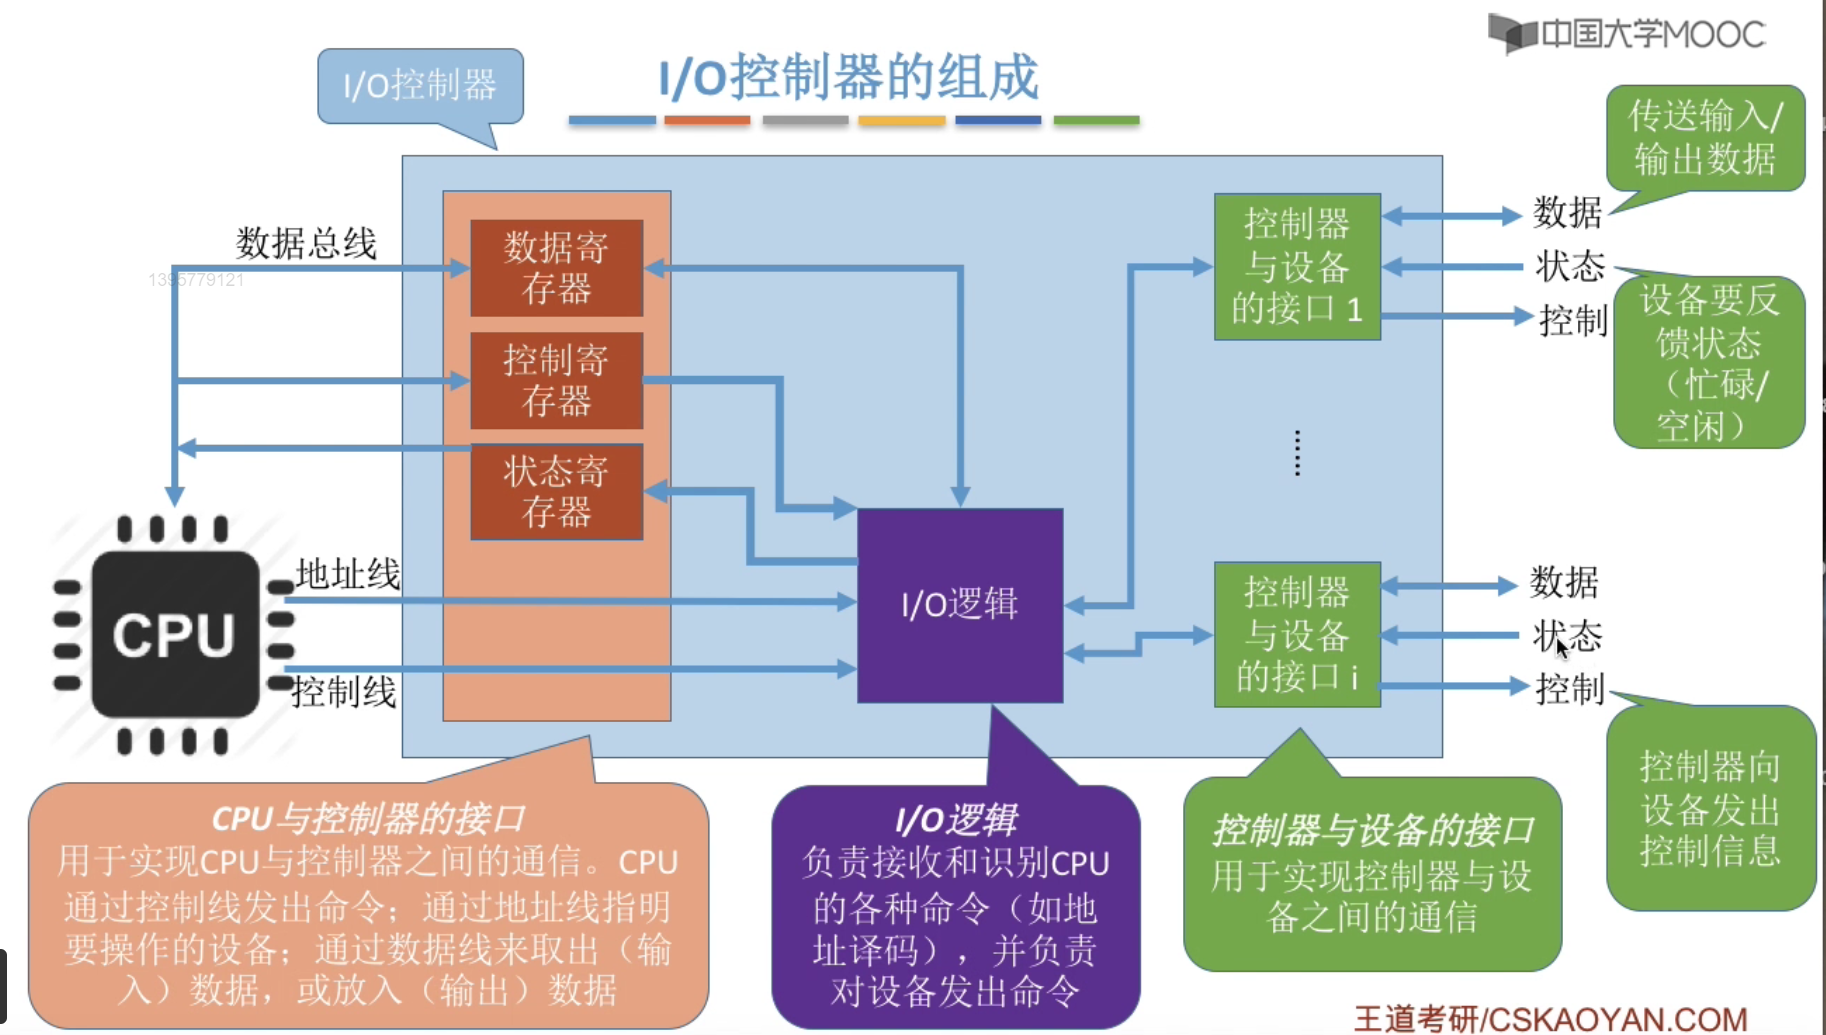 中国大学MOOC
I/O控制器
I/O控制器的组成
传送输入/
输出数据
数据总线
1395779121
数据寄
存器
控制寄
存器
状态寄
存器
控制器
与设备
的接口 1
数据
状态
控制
设备要反
馈状态
（忙碌/
空闲）
CPU
地址线
控制线
I/O逻辑
控制器
与设备
的接口 i
数据
状态
控制
控制器向
设备发出
控制信息
CPU与控制器的接口
用于实现CPU与控制器之间的通信。CPU
通过控制线发出命令；通过地址线指明
要操作的设备；通过数据线来取出（输
入）数据，或放入（输出）数据
I/O逻辑
负责接收和识别CPU
的各种命令（如地
址译码），并负责
对设备发出命令
控制器与设备的接口
用于实现控制器与设
备之间的通信
王道考研/CSKAOYAN.COM